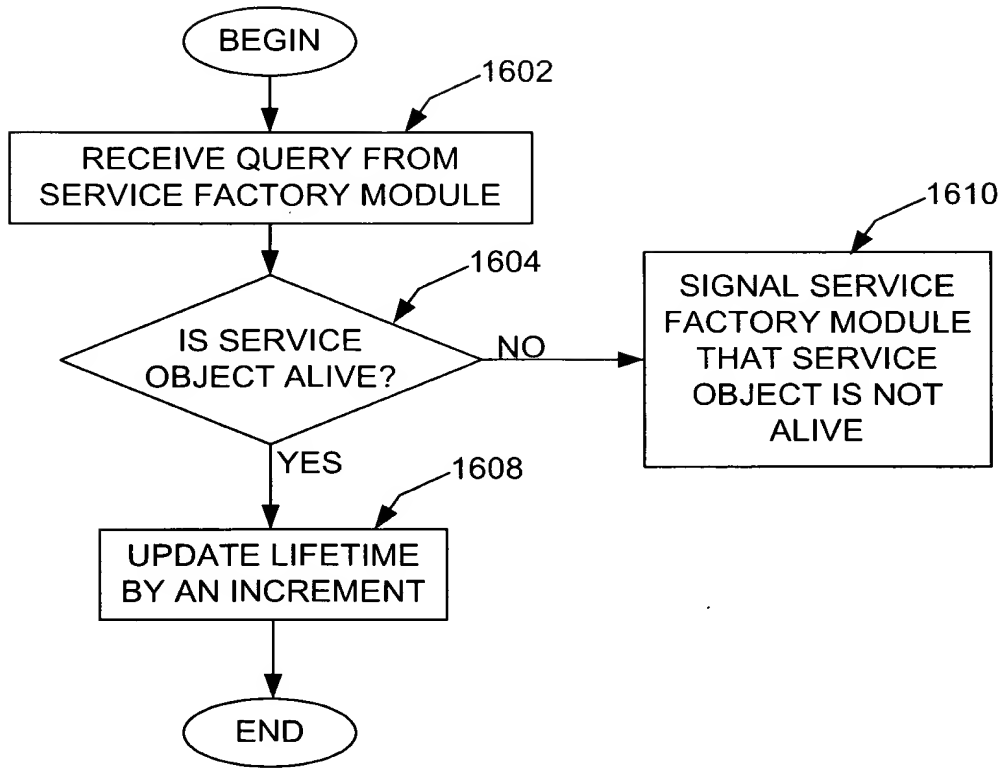 BEGIN
1602
RECEIVE QUERY FROM
SERVICE FACTORY MODULE
1604
IS SERVICE
OBJECT ALIVE?
NO
1610
SIGNAL SERVICE
FACTORY MODULE
THAT SERVICE
OBJECT IS NOT
ALIVE
YES
1608
UPDATE LIFETIME
BY AN INCREMENT
END